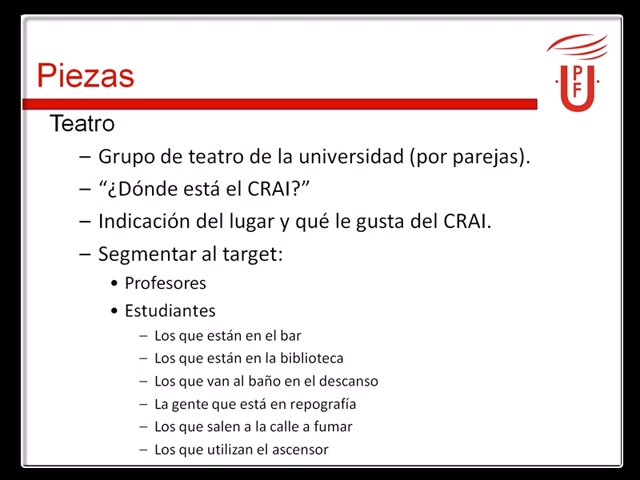 Piezas
UPF
Teatro
– Grupo de teatro de la universidad (por parejas).
– “¿Dónde está el CRAI?”
– Indicación del lugar y qué le gusta del CRAI.
– Segmentar al target:
• Profesores
• Estudiantes
– Los que están en el bar
– Los que están en la biblioteca
– Los que van al baño en el descanso
– La gente que está en repografía
– Los que salen a la calle a fumar
– Los que utilizan el ascensor